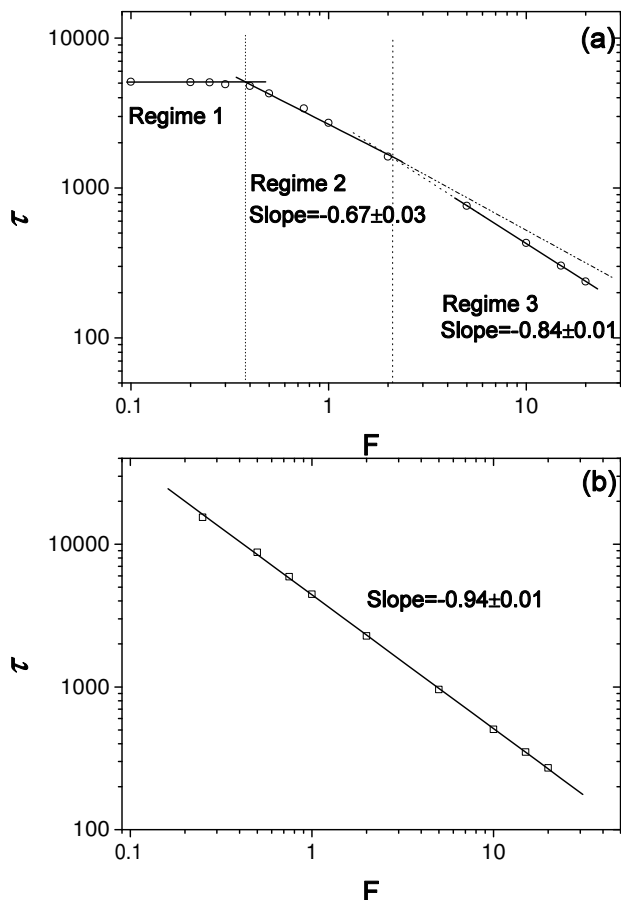 10000
(a)
Regime 1
1000
Regime 2
Slope=-0.67±0.03
τ
Regime 3
Slope=-0.84±0.01
100
0.1
1
10
F
(b)
10000
Slope=-0.94±0.01
τ
1000
100
0.1
1
10
F